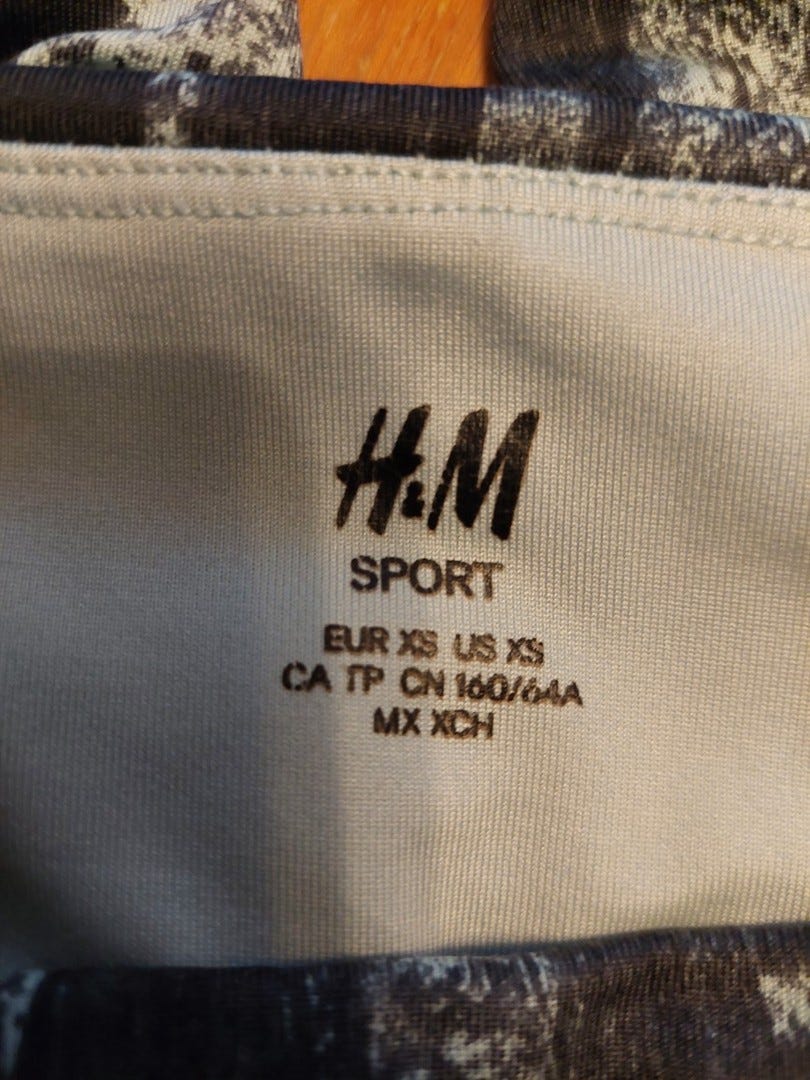 H&M
SPORT
EUR XS US XS
CA TP CN 160/64A
MX XCH